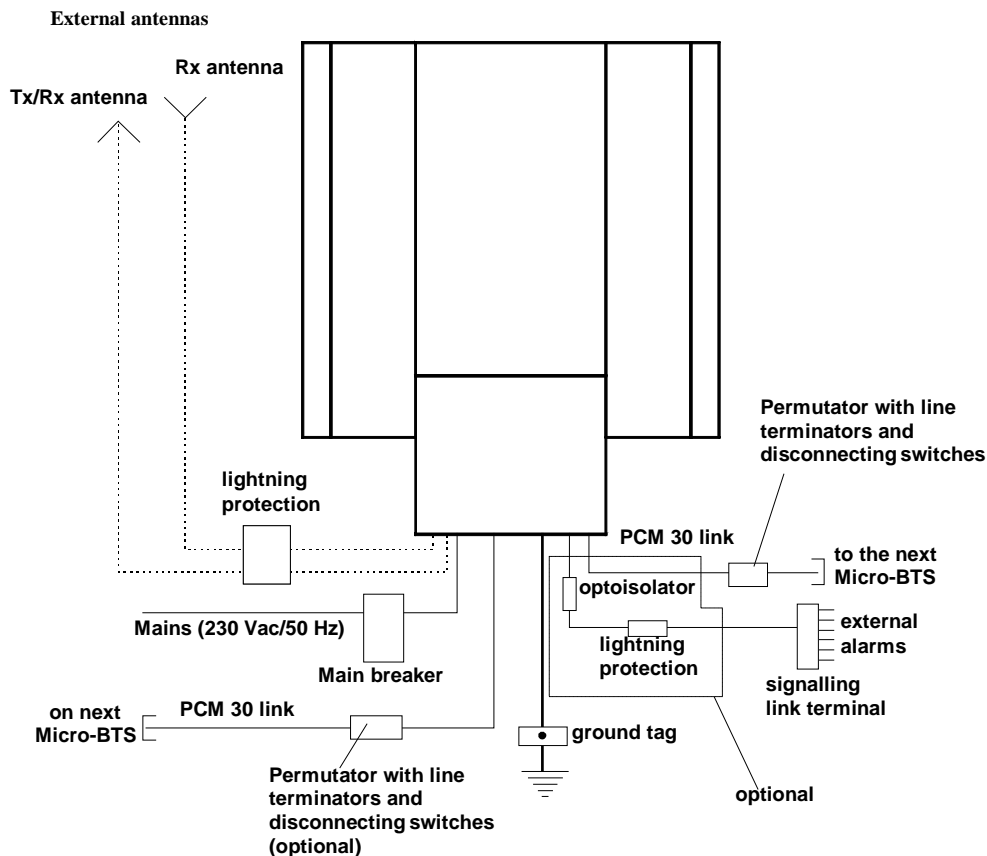 External antennas
Rx antenna
Tx/Rx antenna
Permutator with line
terminators and
disconnecting switches
lightning
protection
PCM 30 link
to the next
Micro-BTS
optoisolator
Mains (230 Vac/50 Hz)
external
alarms
lightning
protection
Main breaker
signalling
link terminal
on next
Micro-BTS
PCM 30 link
ground tag
Permutator with line
terminators and
disconnecting switches
(optional)
optional